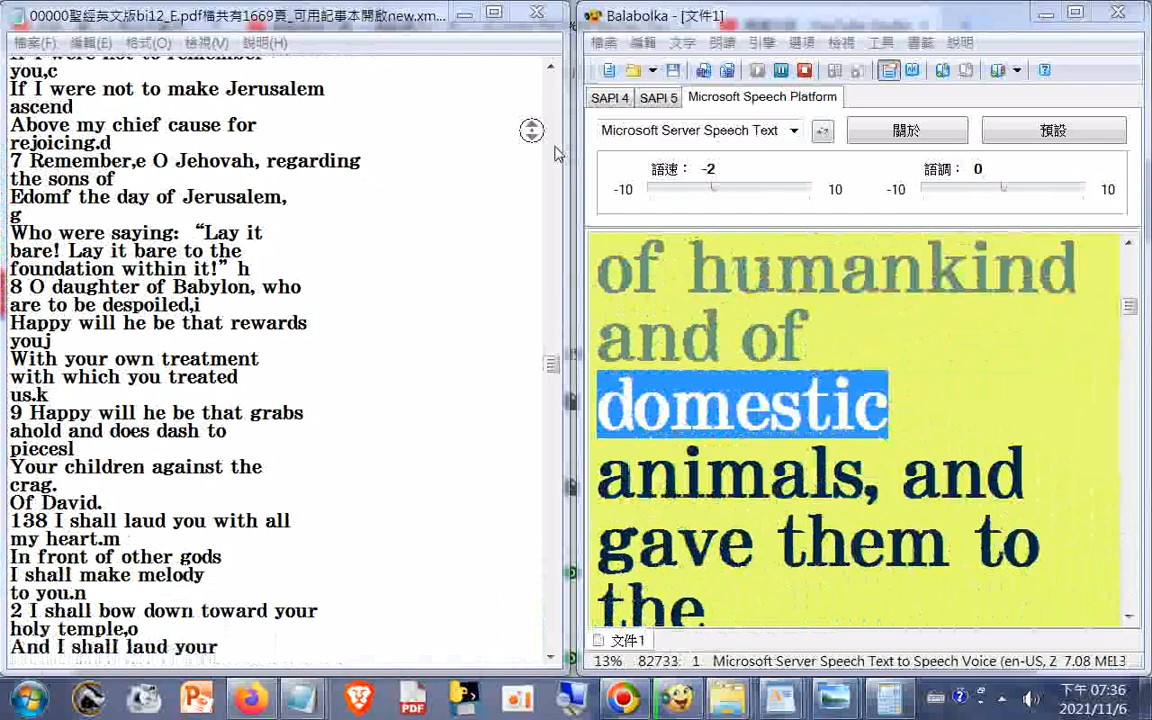 00000聖經英文版bi12_E.pdf檔共有1669頁_可用記事本開啟new.xm...
檔案(F) 編輯(E) 格式(O) 檢視(V) 說明(H)
If I were not to remember
you,c
If I were not to make Jerusalem
ascend
Above my chief cause for
rejoicing.d
7 Remember,e O Jehovah, regarding
the sons of
Edomf the day of Jerusalem,
g
Who were saying: “Lay it
bare! Lay it bare to the
foundation within it!” h
8 O daughter of Babylon, who
are to be despoiled,i
Happy will he be that rewards
youj
With your own treatment
with which you treated
us.k
9 Happy will he be that grabs
ahold and does dash to
piecesl
Your children against the
crag.
Of David.
138 I shall laud you with all
my heart.m
In front of other gods
I shall make melody
to you.n
2 I shall bow down toward your
holy temple,o
And I shall laud your
Balabolka - [文件1]
檔案 編輯 文字 朗讀 引擎 選項 檢視 工具 書籤 說明
SAPI 4 SAPI 5 Microsoft Speech Platform
Microsoft Server Speech Text 關於 預設
語速： -2 語調： 0
-10 10 -10 10
of humankind
and of
domestic
animals, and
gave them to
the
文件1
13% 82733 1 Microsoft Server Speech Text to Speech Voice (en-US, Z 7.08 ME
PDF
下午 07:36
2021/11/6